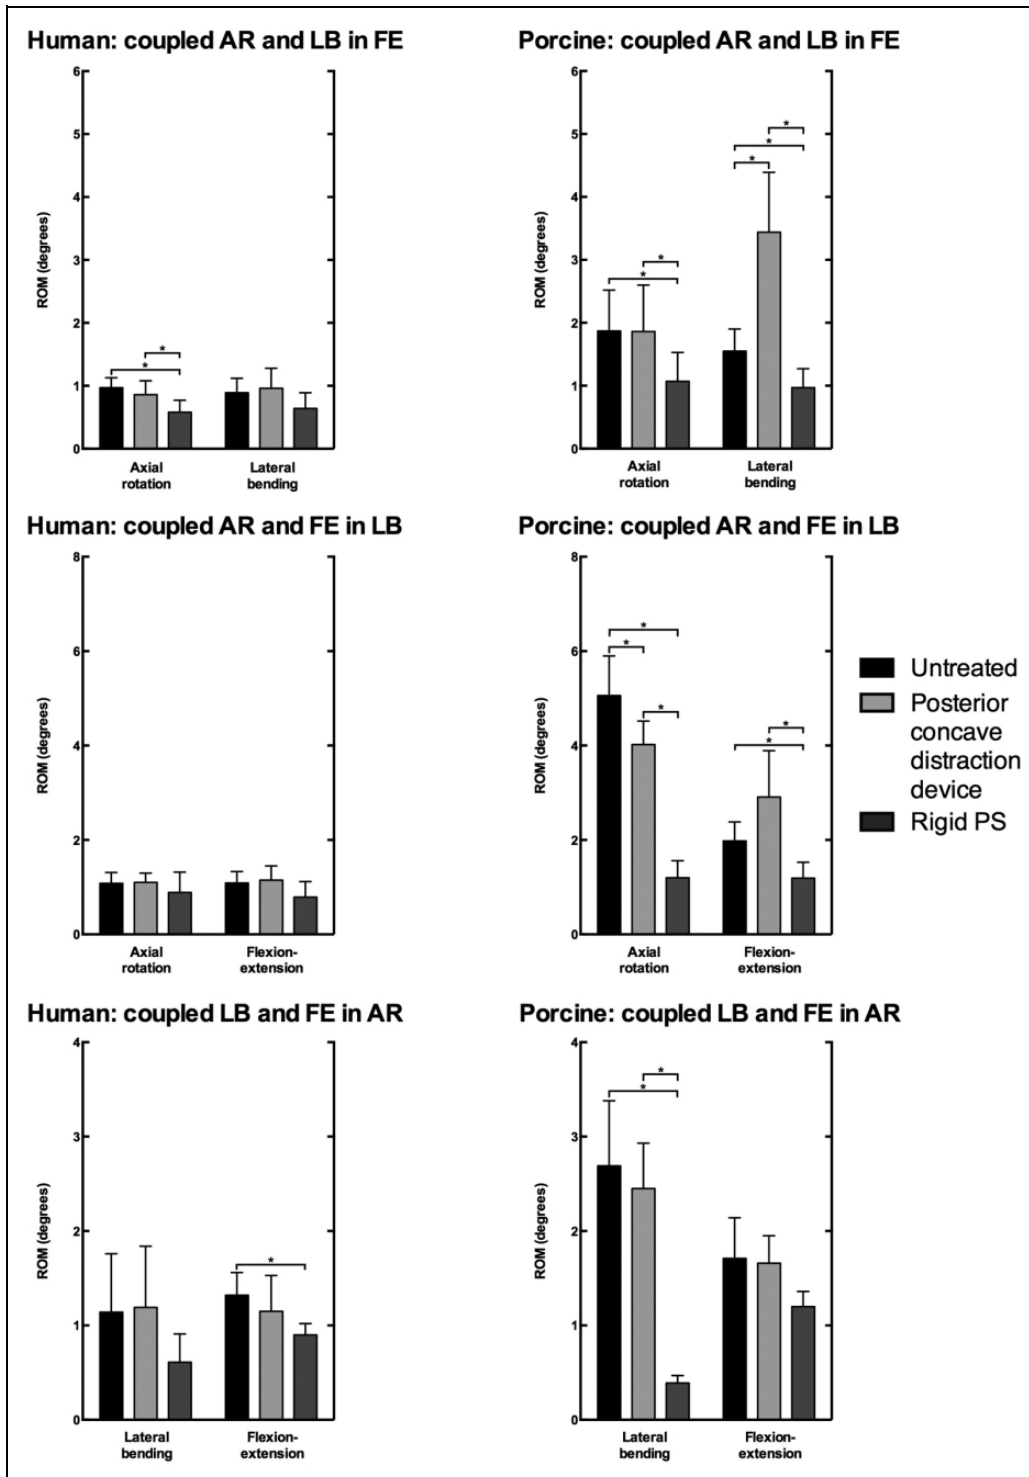 Human: coupled AR and LB in FE
6
5
4
3
2
1
0
ROM (degrees)
*
*
Axial
rotation
Lateral
bending
Porcine: coupled AR and LB in FE
6
5
4
3
2
1
0
ROM (degrees)
*
*
*
*
*
Axial
rotation
Lateral
bending
Human: coupled AR and FE in LB
8
6
4
2
0
ROM (degrees)
Axial
rotation
Flexion-
extension
Porcine: coupled AR and FE in LB
8
6
4
2
0
ROM (degrees)
*
*
*
*
*
Axial
rotation
Flexion-
extension
Untreated
Posterior
concave
distraction
device
Rigid PS
Human: coupled LB and FE in AR
4
3
2
1
0
ROM (degrees)
*
Lateral
bending
Flexion-
extension
Porcine: coupled LB and FE in AR
4
3
2
1
0
ROM (degrees)
*
*
Lateral
bending
Flexion-
extension